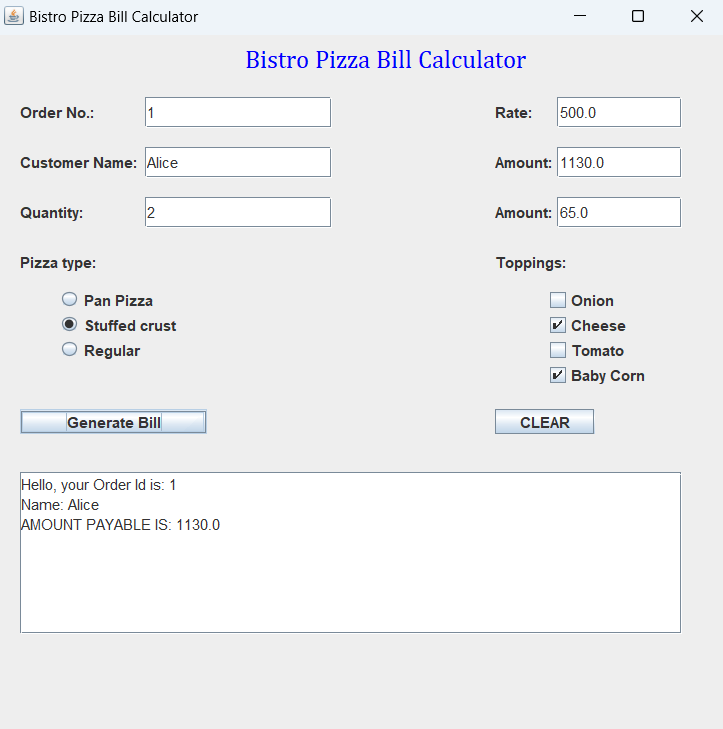 Bistro Pizza Bill Calculator
Bistro Pizza Bill Calculator
Order No.: 1 Rate: 500.0
Customer Name: Alice Amount: 1130.0
Quantity: 2 Amount: 65.0
Pizza type: Toppings:
Pan Pizza Onion
Stuffed crust Cheese
Regular Tomato
Baby Corn
Generate Bill CLEAR
Hello, your Order Id is: 1
Name: Alice
AMOUNT PAYABLE IS: 1130.0